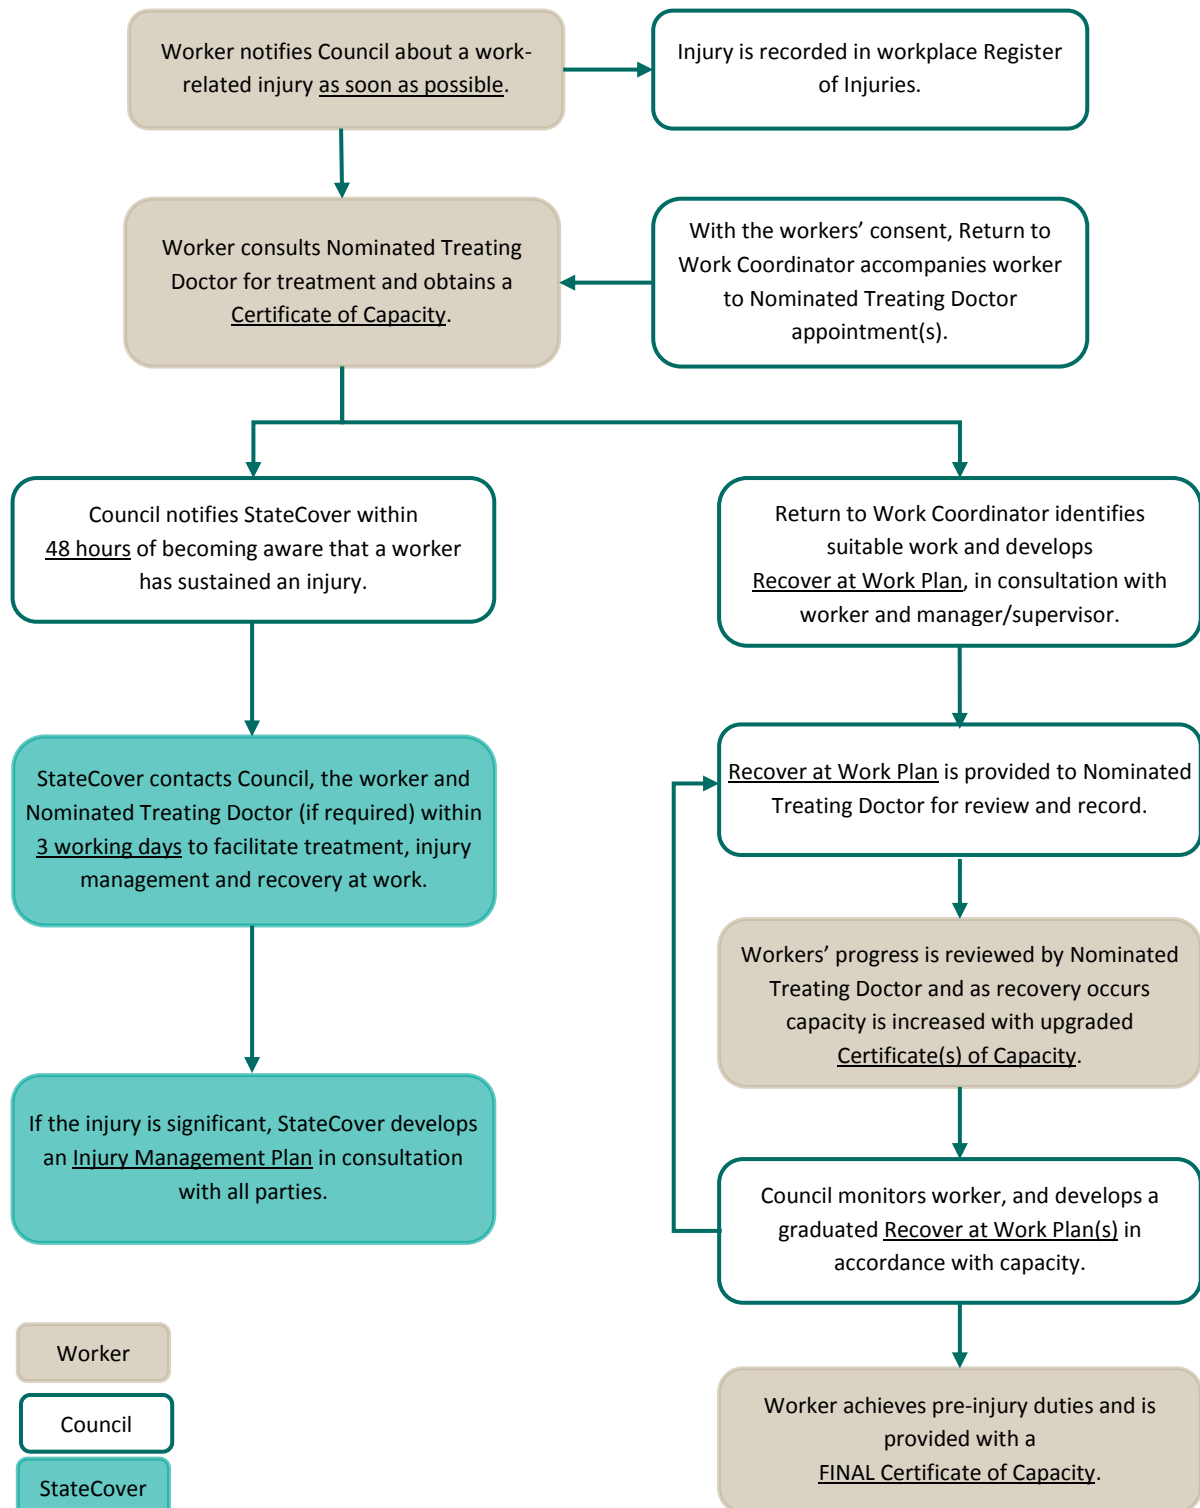 Worker notifies Council about a work-
related injury as soon as possible.
Injury is recorded in workplace Register
of Injuries.
Worker consults Nominated Treating
Doctor for treatment and obtains a
Certificate of Capacity.
With the workers’ consent, Return to
Work Coordinator accompanies worker
to Nominated Treating Doctor
appointment(s).
Council notifies StateCover within
48 hours of becoming aware that a worker
has sustained an injury.
Return to Work Coordinator identifies
suitable work and develops
Recover at Work Plan, in consultation with
worker and manager/supervisor.
StateCover contacts Council, the worker and
Nominated Treating Doctor (if required) within
3 working days to facilitate treatment, injury
management and recovery at work.
Recover at Work Plan is provided to Nominated
Treating Doctor for review and record.
Workers’ progress is reviewed by Nominated
Treating Doctor and as recovery occurs
capacity is increased with upgraded
Certificate(s) of Capacity.
If the injury is significant, StateCover develops
an Injury Management Plan in consultation
with all parties.
Council monitors worker, and develops a
graduated Recover at Work Plan(s) in
accordance with capacity.
Worker achieves pre-injury duties and is
provided with a
FINAL Certificate of Capacity.
Worker
Council
StateCover